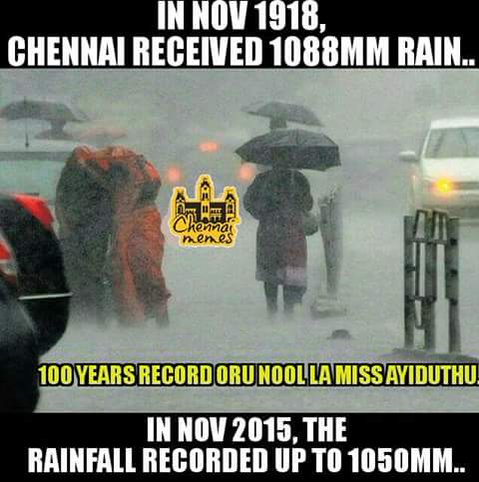 IN NOV 1918,
CHENNAI RECEIVED 1088MM RAIN..
Chennai
memes
100 YEARS RECORD ORU NOOL LA MISS AYIDUTHU.
IN NOV 2015, THE
RAINFALL RECORDED UP TO 1050MM..